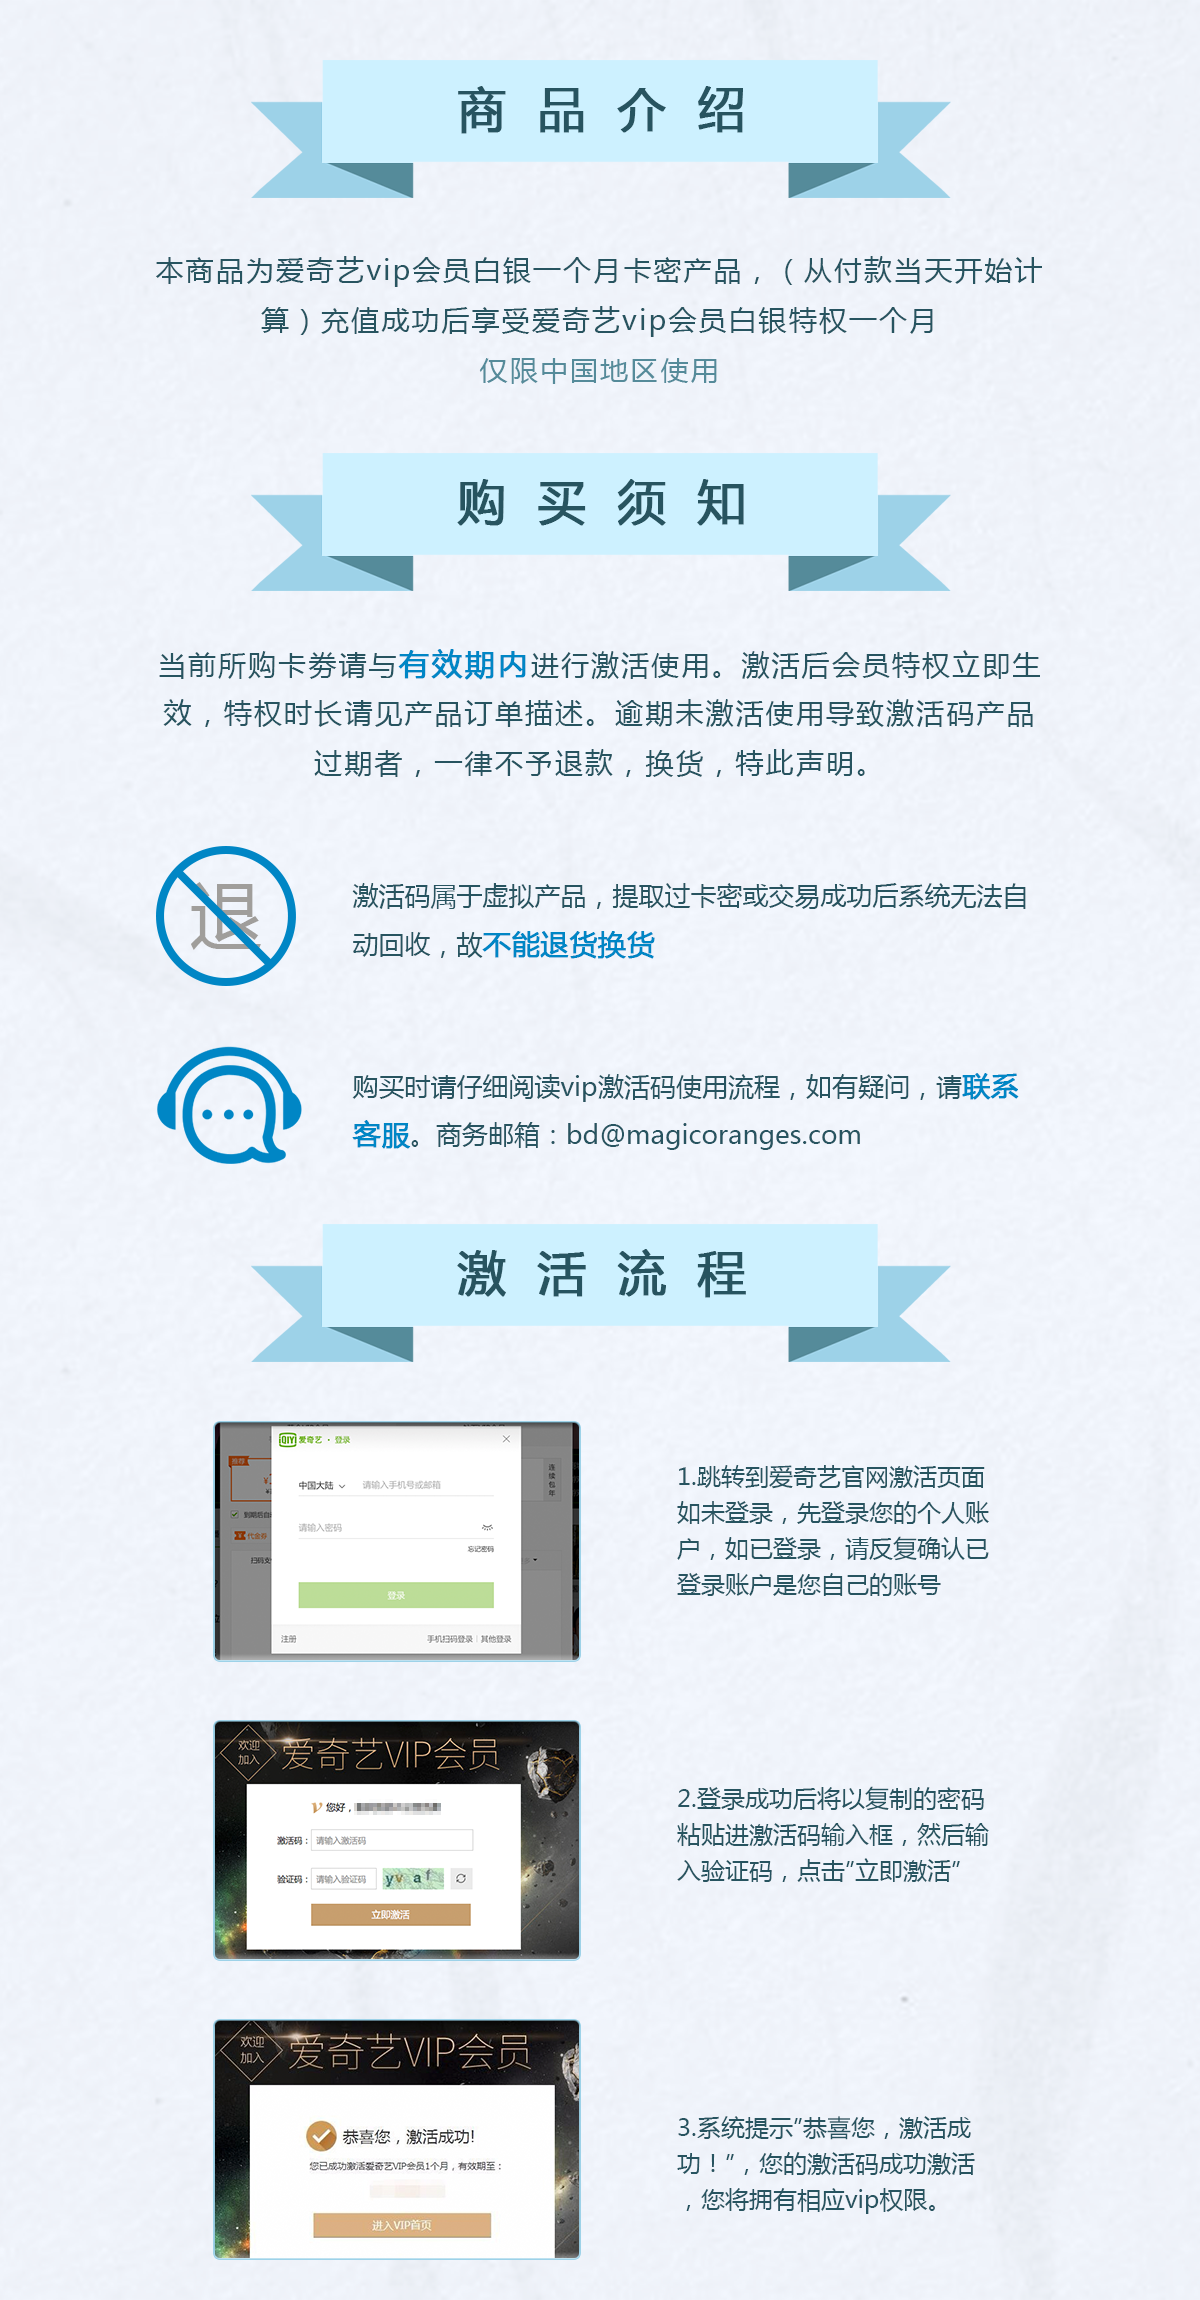 商品介绍
本商品为爱奇艺vip会员白银一个月卡密产品，（从付款当天开始计
算）充值成功后享受爱奇艺vip会员白银特权一个月
仅限中国地区使用
购买须知
当前所购卡劵请与有效期内进行激活使用。激活后会员特权立即生
效，特权时长请见产品订单描述。逾期未激活使用导致激活码产品
过期者，一律不予退款，换货，特此声明。
退
激活码属于虚拟产品，提取过卡密或交易成功后系统无法自
动回收，故不能退货换货
购买时请仔细阅读vip激活码使用流程，如有疑问，请联系
客服。商务邮箱：bd@magicoranges.com
激活流程
QIY 爱奇艺 · 登录
推荐
连续包年
中国大陆 请输入手机号或邮箱
到期后自
请输入密码
代金券
忘记密码
扫码支
登录
注册 手机扫码登录 其他登录
1.跳转到爱奇艺官网激活页面
如未登录，先登录您的个人账
户，如已登录，请反复确认已
登录账户是您自己的账号
欢迎
加入
爱奇艺VIP会员
您好，
激活码： 请输入激活码
验证码： 请输入验证码 yvaf
立即激活
2.登录成功后将以复制的密码
粘贴进激活码输入框，然后输
入验证码，点击”立即激活”
欢迎
加入
爱奇艺VIP会员
恭喜您，激活成功!
您已成功激活爱奇艺VIP会员1个月，有效期至：
进入VIP首页
3.系统提示”恭喜您，激活成
功！”，您的激活码成功激活
，您将拥有相应vip权限。